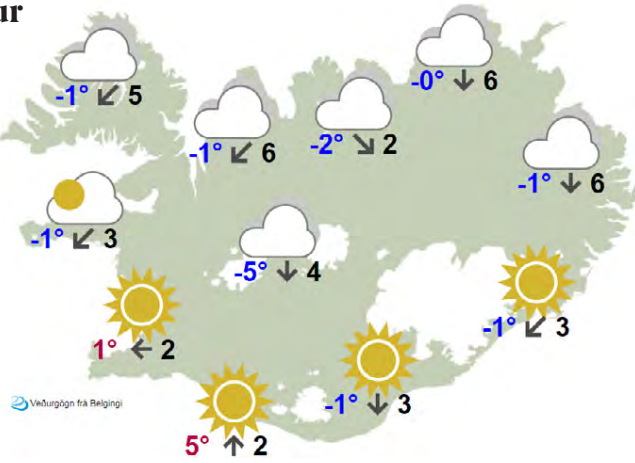 ur
-0° ↓ 6
-1° ↙ 5
-1° ↙ 6
-2° ↘ 2
-1° ↓ 6
-1° ↙ 3
-5° ↓ 4
-1° ↙ 3
1° ← 2
-1° ↓ 3
Veðurgögn frá Belgingi
5° ↑ 2